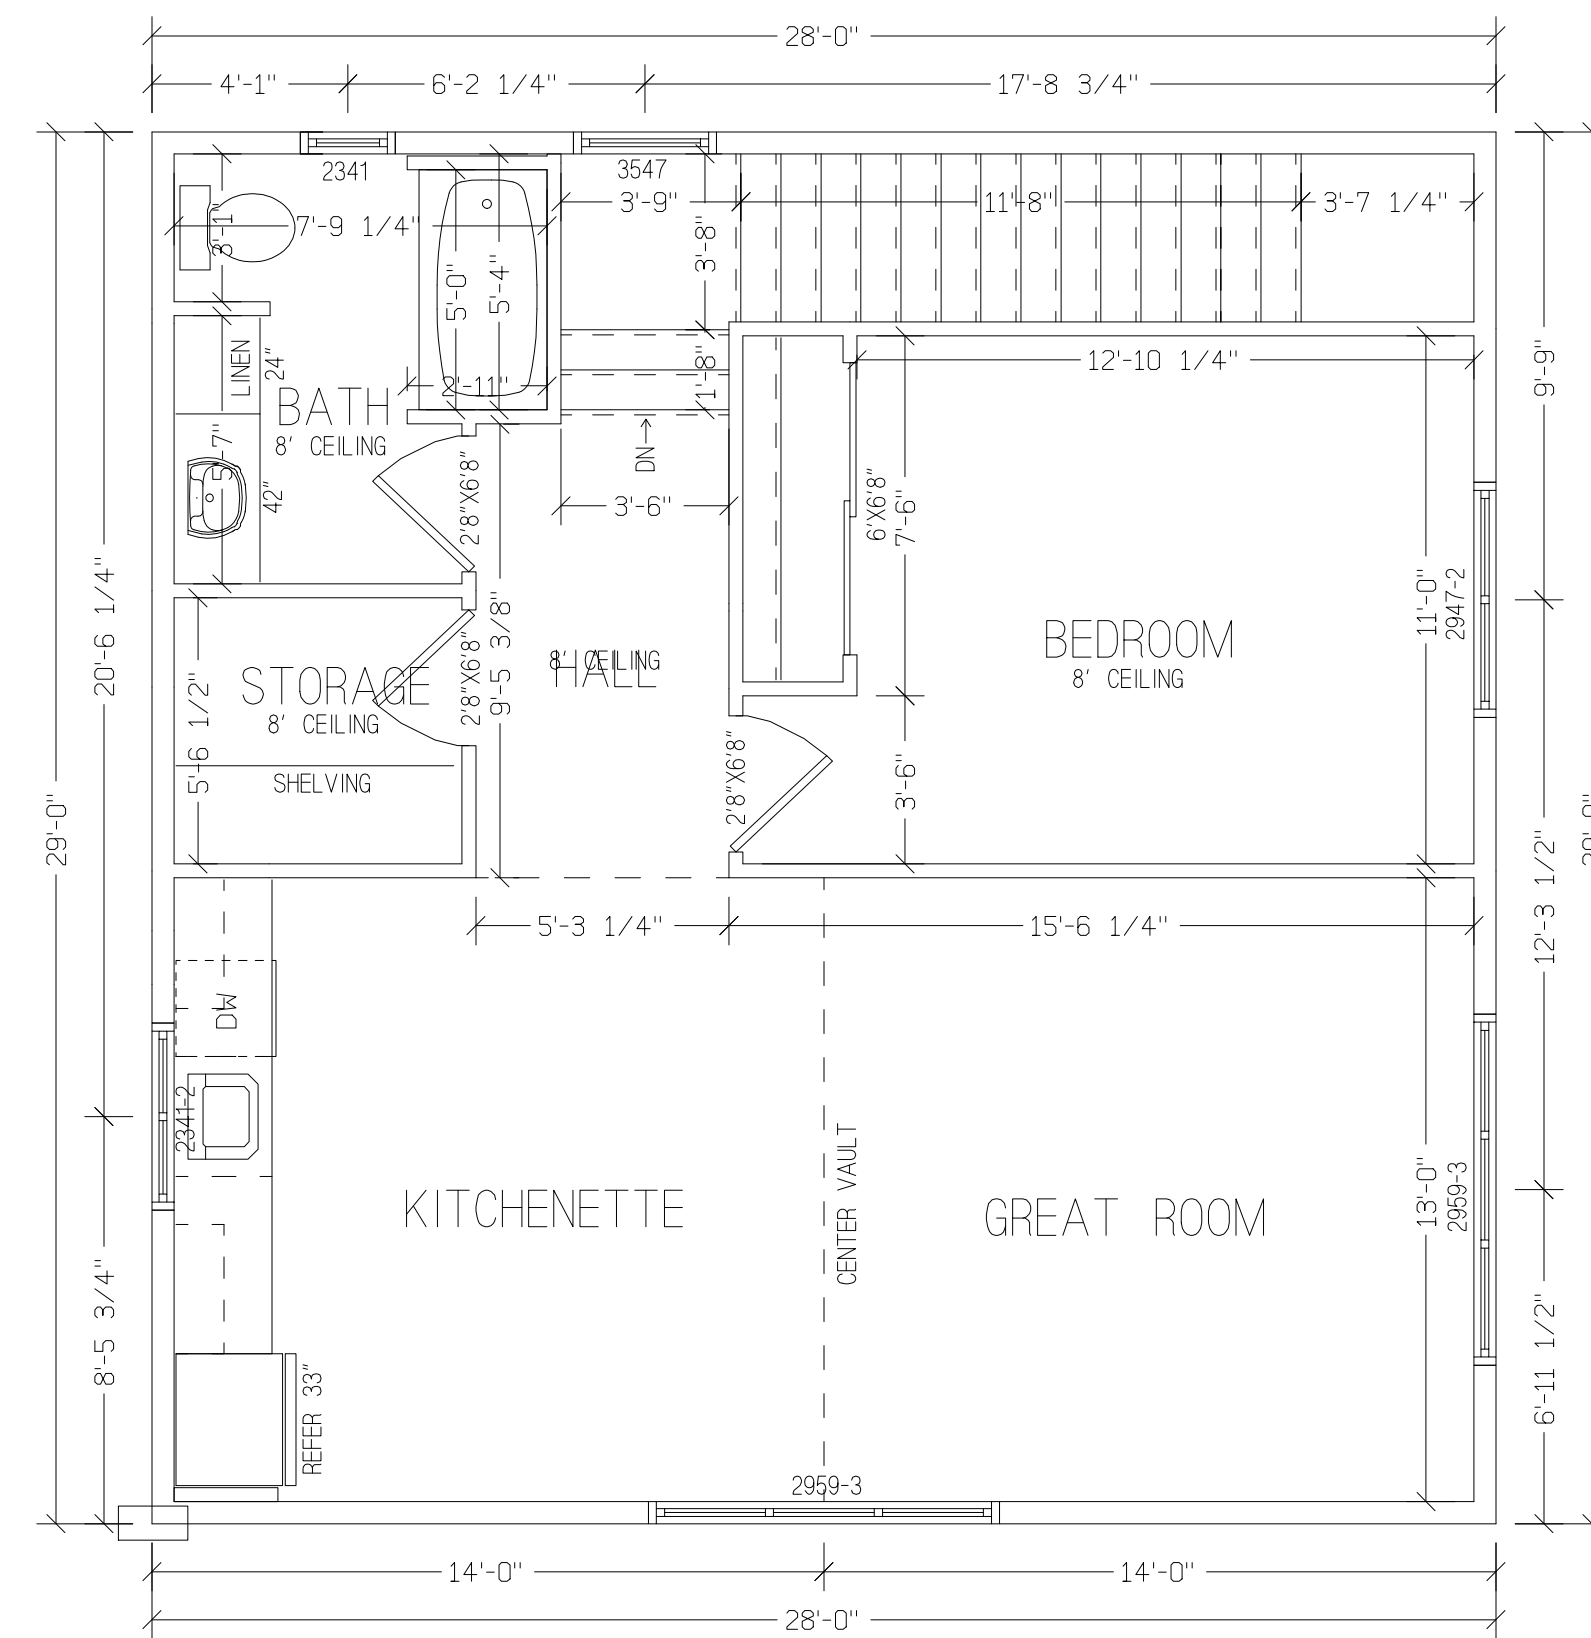 28'-0"
4'-1"
6'-2 1/4"
17'-8 3/4"
2341
3547
3'-9"
11'-8"
3'-7 1/4"
3'-1"
7'-9 1/4"
5'-0"
5'-4"
3'-8"
1'-8"
2'-11"
12'-10 1/4"
9'-9"
LINEN
24"
BATH
8' CEILING
5'-7"
42"
2'8"X6'8"
DN
3'-6"
6'X6'8"
7'-6"
11'-0"
2947-2
20'-6 1/4"
9'-5 3/8"
HALL
8' CEILING
BEDROOM
8' CEILING
STORAGE
8' CEILING
2'8"X6'8"
5'-6 1/2"
SHELVING
2'8"X6'8"
3'-6"
29'-0"
12'-3 1/2"
5'-3 1/4"
15'-6 1/4"
DW
2341-2
CENTER VAULT
KITCHENETTE
GREAT ROOM
13'-0"
2959-3
8'-5 3/4"
6'-11 1/2"
REFER 33"
2959-3
14'-0"
14'-0"
28'-0"